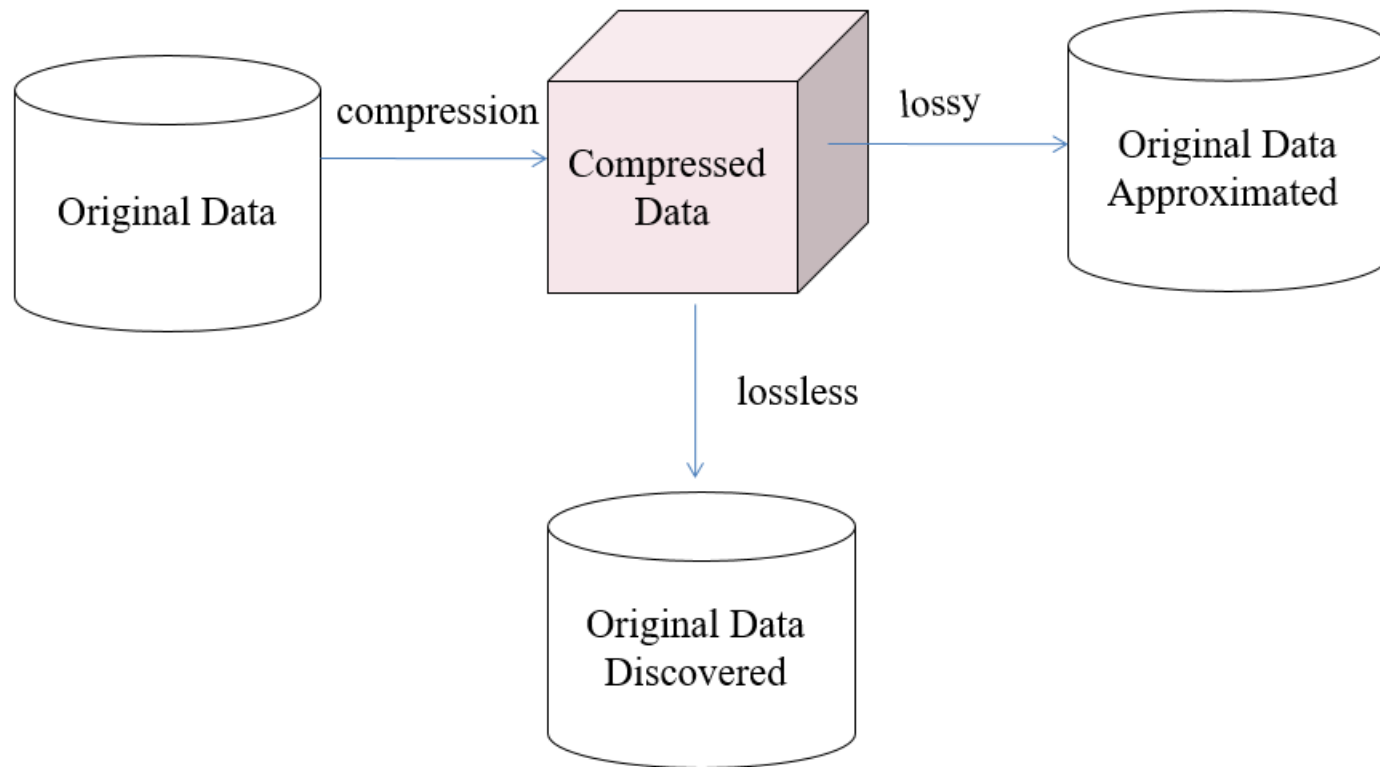 Original Data
compression
Compressed
Data
lossy
Original Data
Approximated
lossless
Original Data
Discovered